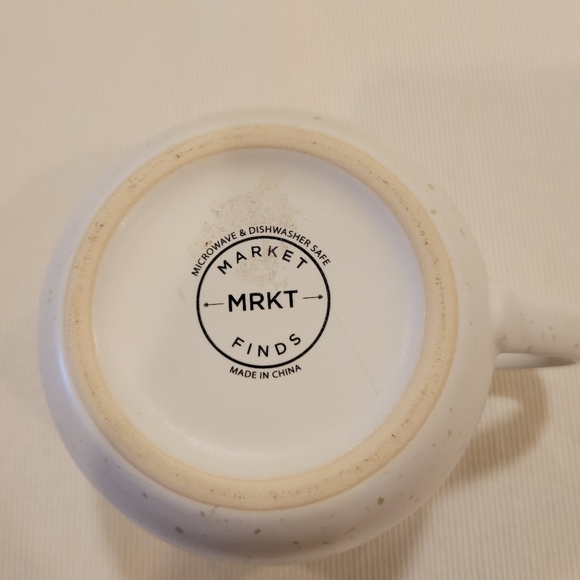 MICROWAVE & DISHWASHER SAFE
MARKET
MRKT
FINDS
MADE IN CHINA